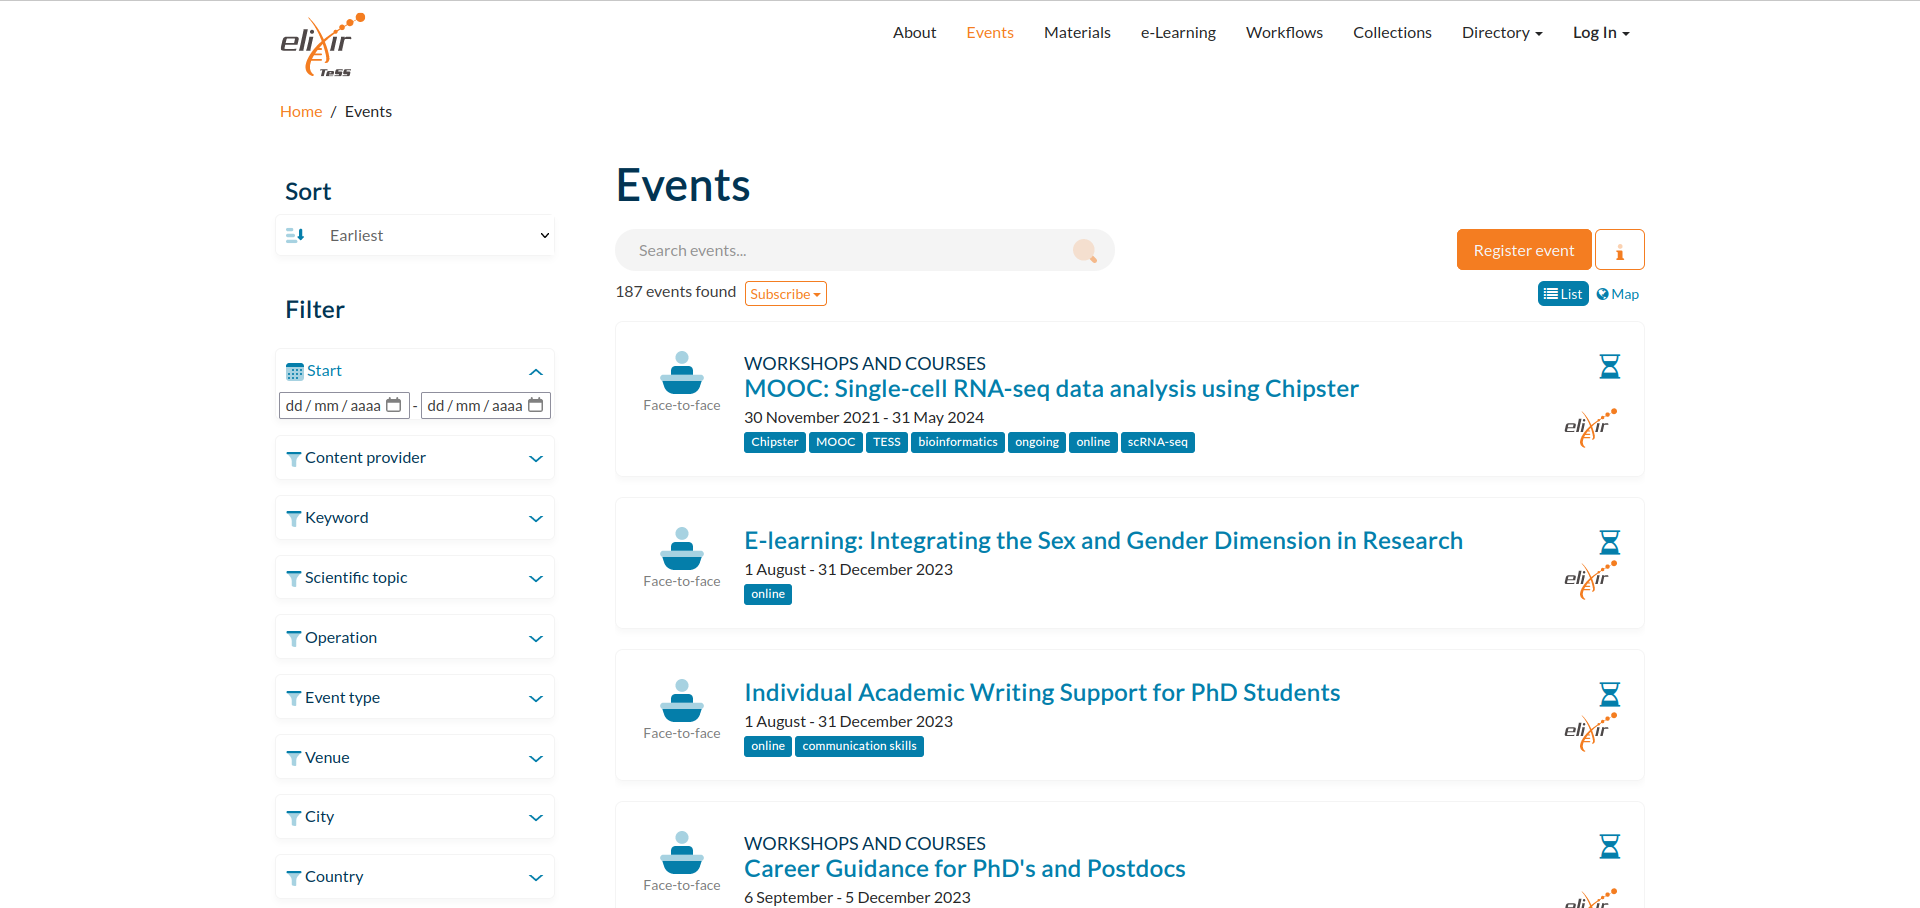 elixir
TeSS
About Events Materials e-Learning Workflows Collections Directory Log In
Home / Events
Sort
Earliest
Filter
Start
dd/mm/aaaa - dd/mm/aaaa
Content provider
Keyword
Scientific topic
Operation
Event type
Venue
City
Country
Events
Search events...
Register event
187 events found Subscribe
List Map
Face-to-face
WORKSHOPS AND COURSES
MOOC: Single-cell RNA-seq data analysis using Chipster
30 November 2021 - 31 May 2024
Chipster MOOC TESS bioinformatics ongoing online scRNA-seq
elixir
Face-to-face
E-learning: Integrating the Sex and Gender Dimension in Research
1 August - 31 December 2023
online
elixir
Face-to-face
Individual Academic Writing Support for PhD Students
1 August - 31 December 2023
online communication skills
elixir
Face-to-face
WORKSHOPS AND COURSES
Career Guidance for PhD's and Postdocs
6 September - 5 December 2023
elixir